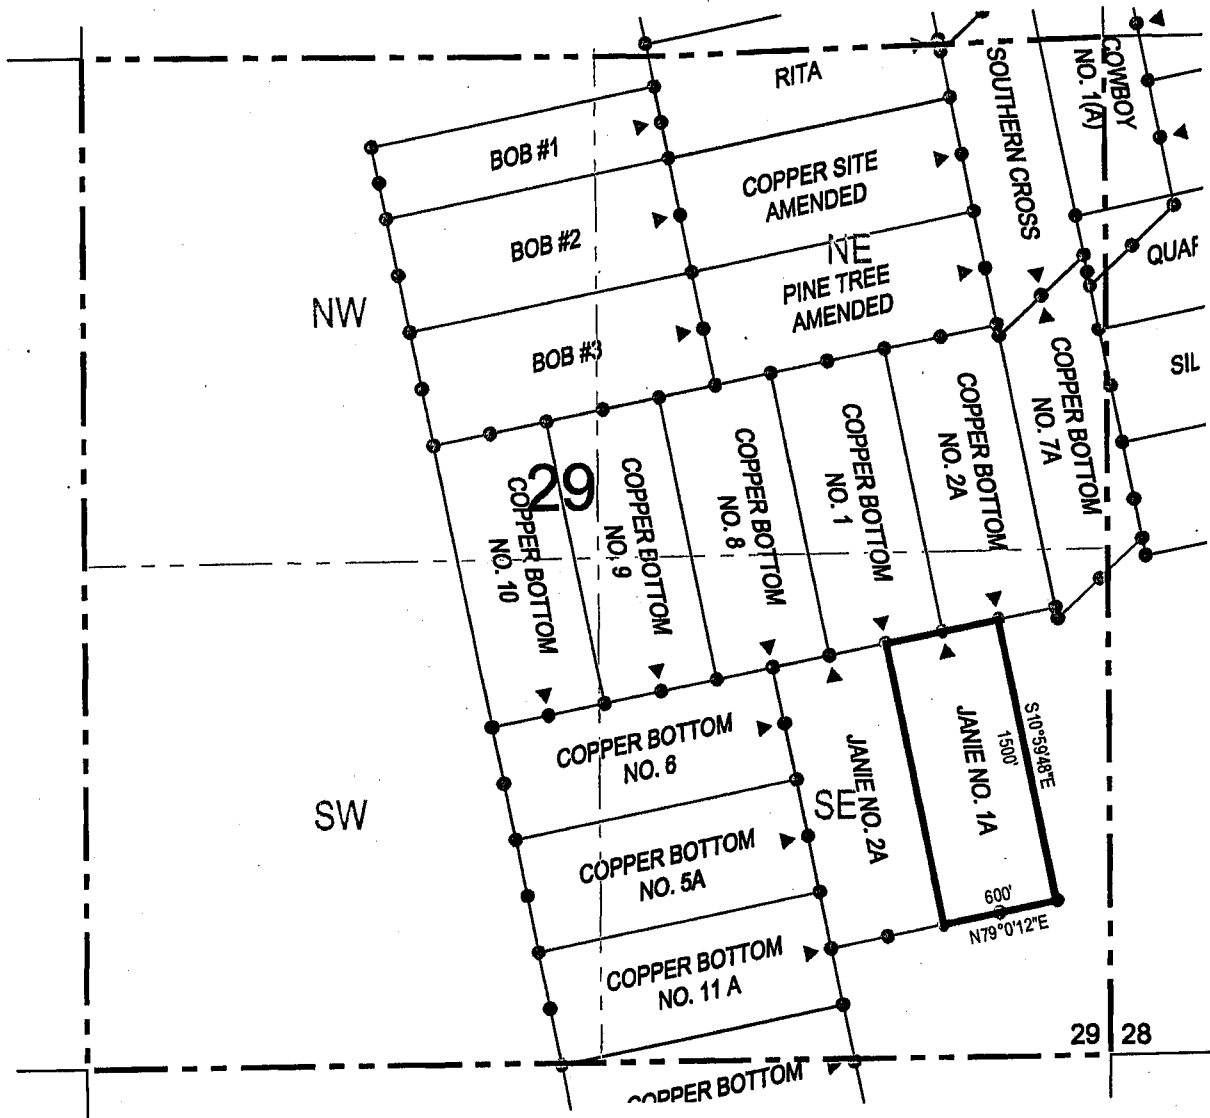 RITA
SOUTHERN CROSS
COWBOY
NO. 1(A)
BOB #1
COPPER SITE
AMENDED
BOB #2
NE
PINE TREE
AMENDED
NW
BOB #3
SIL
COPPER BOTTOM
NO. 7A
COPPER BOTTOM
NO. 2A
COPPER BOTTOM
NO. 1
COPPER BOTTOM
NO. 8
COPPER BOTTOM
NO. 9
29
COPPER BOTTOM
NO. 10
COPPER BOTTOM
NO. 6
JANIE NO. 2A
JANIE NO. 1A
1500'
S10°59'48"E
SW
SE
COPPER BOTTOM
NO. 5A
600'
N79°0'12"E
COPPER BOTTOM
NO. 11 A
29 28
COPPER BOTTOM